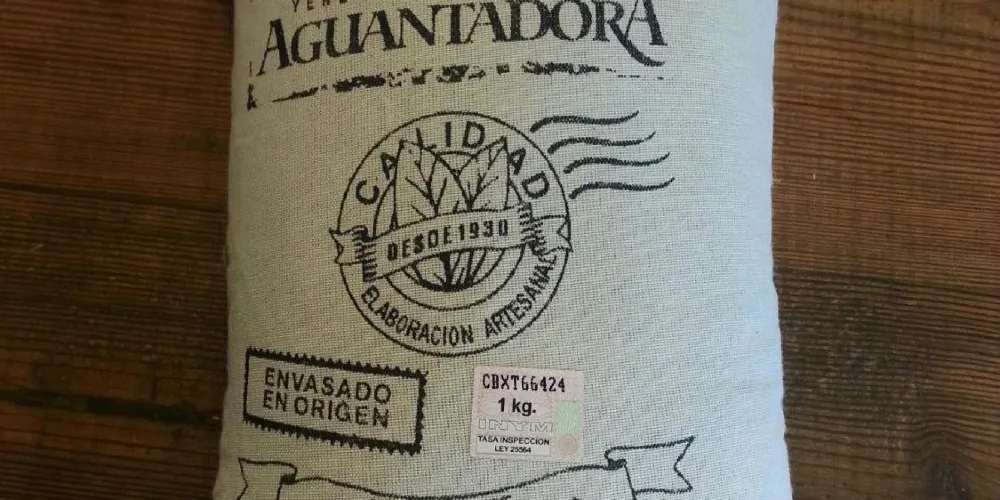 AGUANTADORA
CALIDAD
DESDE 1930
ELABORACION ARTESANAL
ENVASADO
EN ORIGEN
CBXT66424
1 kg.
INYM
TASA INSPECCION
LEY 25564